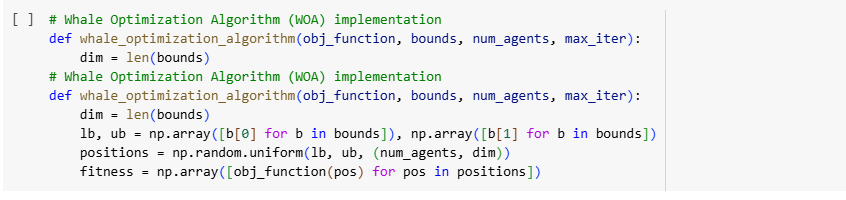 [ ] # Whale Optimization Algorithm (WOA) implementation
def whale_optimization_algorithm(obj_function, bounds, num_agents, max_iter):
    dim = len(bounds)
# Whale Optimization Algorithm (WOA) implementation
def whale_optimization_algorithm(obj_function, bounds, num_agents, max_iter):
    dim = len(bounds)
    lb, ub = np.array([b[0] for b in bounds]), np.array([b[1] for b in bounds])
    positions = np.random.uniform(lb, ub, (num_agents, dim))
    fitness = np.array([obj_function(pos) for pos in positions])